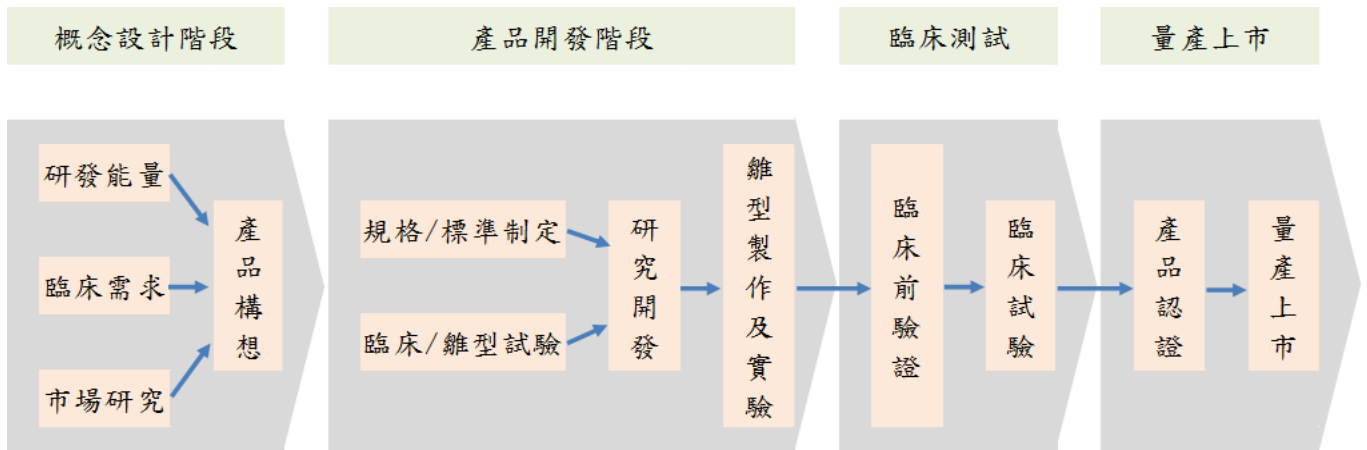 概念設計階段
產品開發階段
臨床測試
量產上市
研發能量
臨床需求
市場研究
產品構想
規格/標準制定
臨床/雛型試驗
研究開發
雛型製作及實驗
臨床前驗證
臨床試驗
產品認證
量產上市